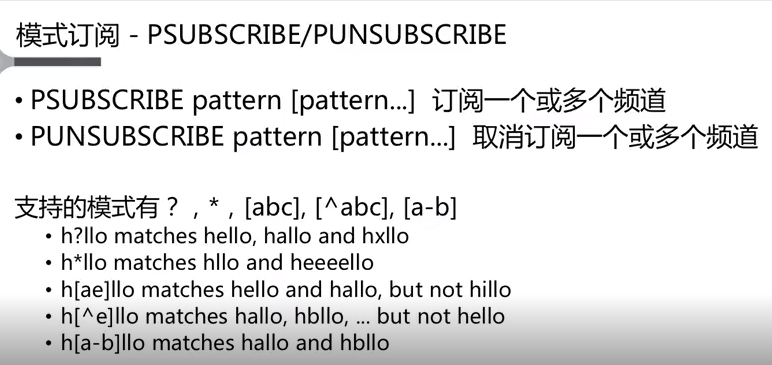 模式订阅 - PSUBSCRIBE/PUNSUBSCRIBE
• PSUBSCRIBE pattern [pattern...]  订阅一个或多个频道
• PUNSUBSCRIBE pattern [pattern...]  取消订阅一个或多个频道
支持的模式有？, * , [abc], [^abc], [a-b]
• h?llo matches hello, hallo and hxllo
• h*llo matches hllo and heeeello
• h[ae]llo matches hello and hallo, but not hillo
• h[^e]llo matches hallo, hbllo, ... but not hello
• h[a-b]llo matches hallo and hbllo